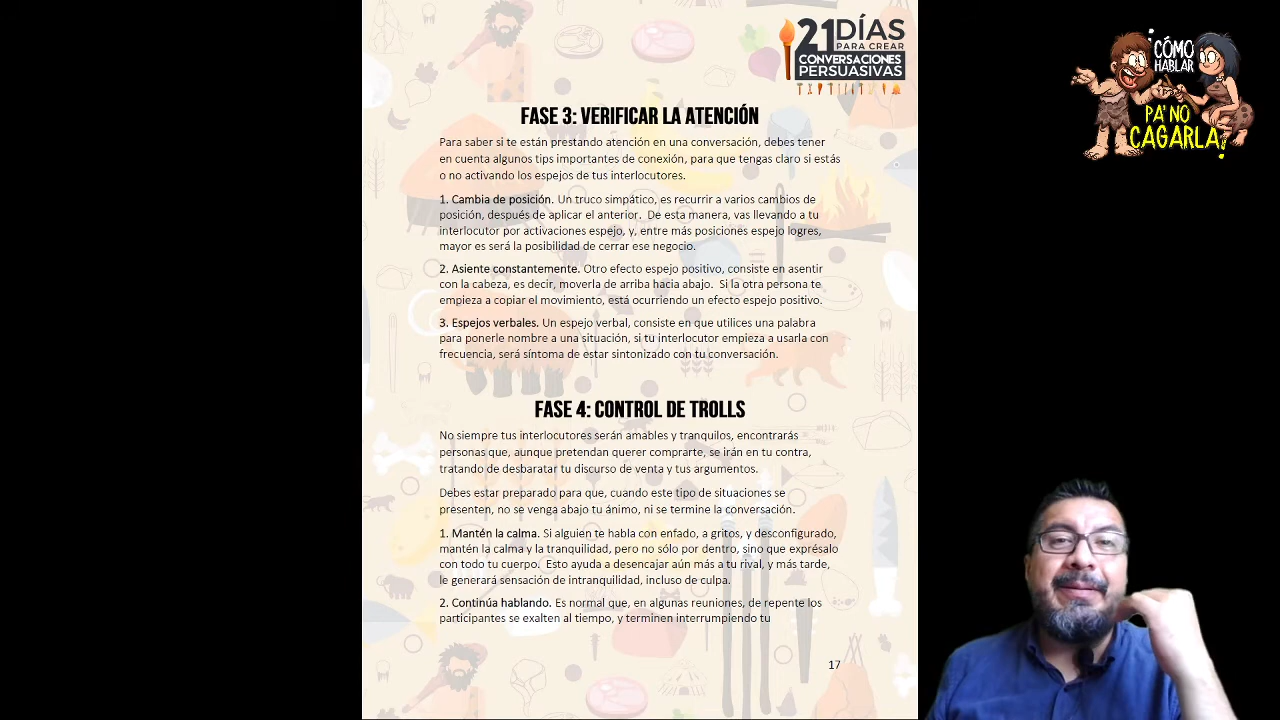 21 DÍAS
PARA CREAR
CONVERSACIONES
PERSUASIVAS
¡CÓMO
HABLAR
PA' NO
CAGARLA!
FASE 3: VERIFICAR LA ATENCIÓN
Para saber si te están prestando atención en una conversación, debes tener
en cuenta algunos tips importantes de conexión, para que tengas claro si estás
o no activando los espejos de tus interlocutores.
1. Cambia de posición. Un truco simpático, es recurrir a varios cambios de
posición, después de aplicar el anterior. De esta manera, vas llevando a tu
interlocutor por activaciones espejo, y, entre más posiciones espejo logres,
mayor es será la posibilidad de cerrar ese negocio.
2. Asiente constantemente. Otro efecto espejo positivo, consiste en asentir
con la cabeza, es decir, moverla de arriba hacia abajo. Si la otra persona te
empieza a copiar el movimiento, está ocurriendo un efecto espejo positivo.
3. Espejos verbales. Un espejo verbal, consiste en que utilices una palabra
para ponerle nombre a una situación, si tu interlocutor empieza a usarla con
frecuencia, será síntoma de estar sintonizado con tu conversación.
FASE 4: CONTROL DE TROLLS
No siempre tus interlocutores serán amables y tranquilos, encontrarás
personas que, aunque pretendan querer comprarte, se irán en tu contra,
tratando de desbaratar tu discurso de venta y tus argumentos.
Debes estar preparado para que, cuando este tipo de situaciones se
presenten, no se venga abajo tu ánimo, ni se termine la conversación.
1. Mantén la calma. Si alguien te habla con enfado, a gritos, y desconfigurado,
mantén la calma y la tranquilidad, pero no sólo por dentro, sino que exprésalo
con todo tu cuerpo. Esto ayuda a desencajar aún más a tu rival, y más tarde,
le generará sensación de intranquilidad, incluso de culpa.
2. Continúa hablando. Es normal que, en algunas reuniones, de repente los
participantes se exalten al tiempo, y terminen interrumpiendo tu
17